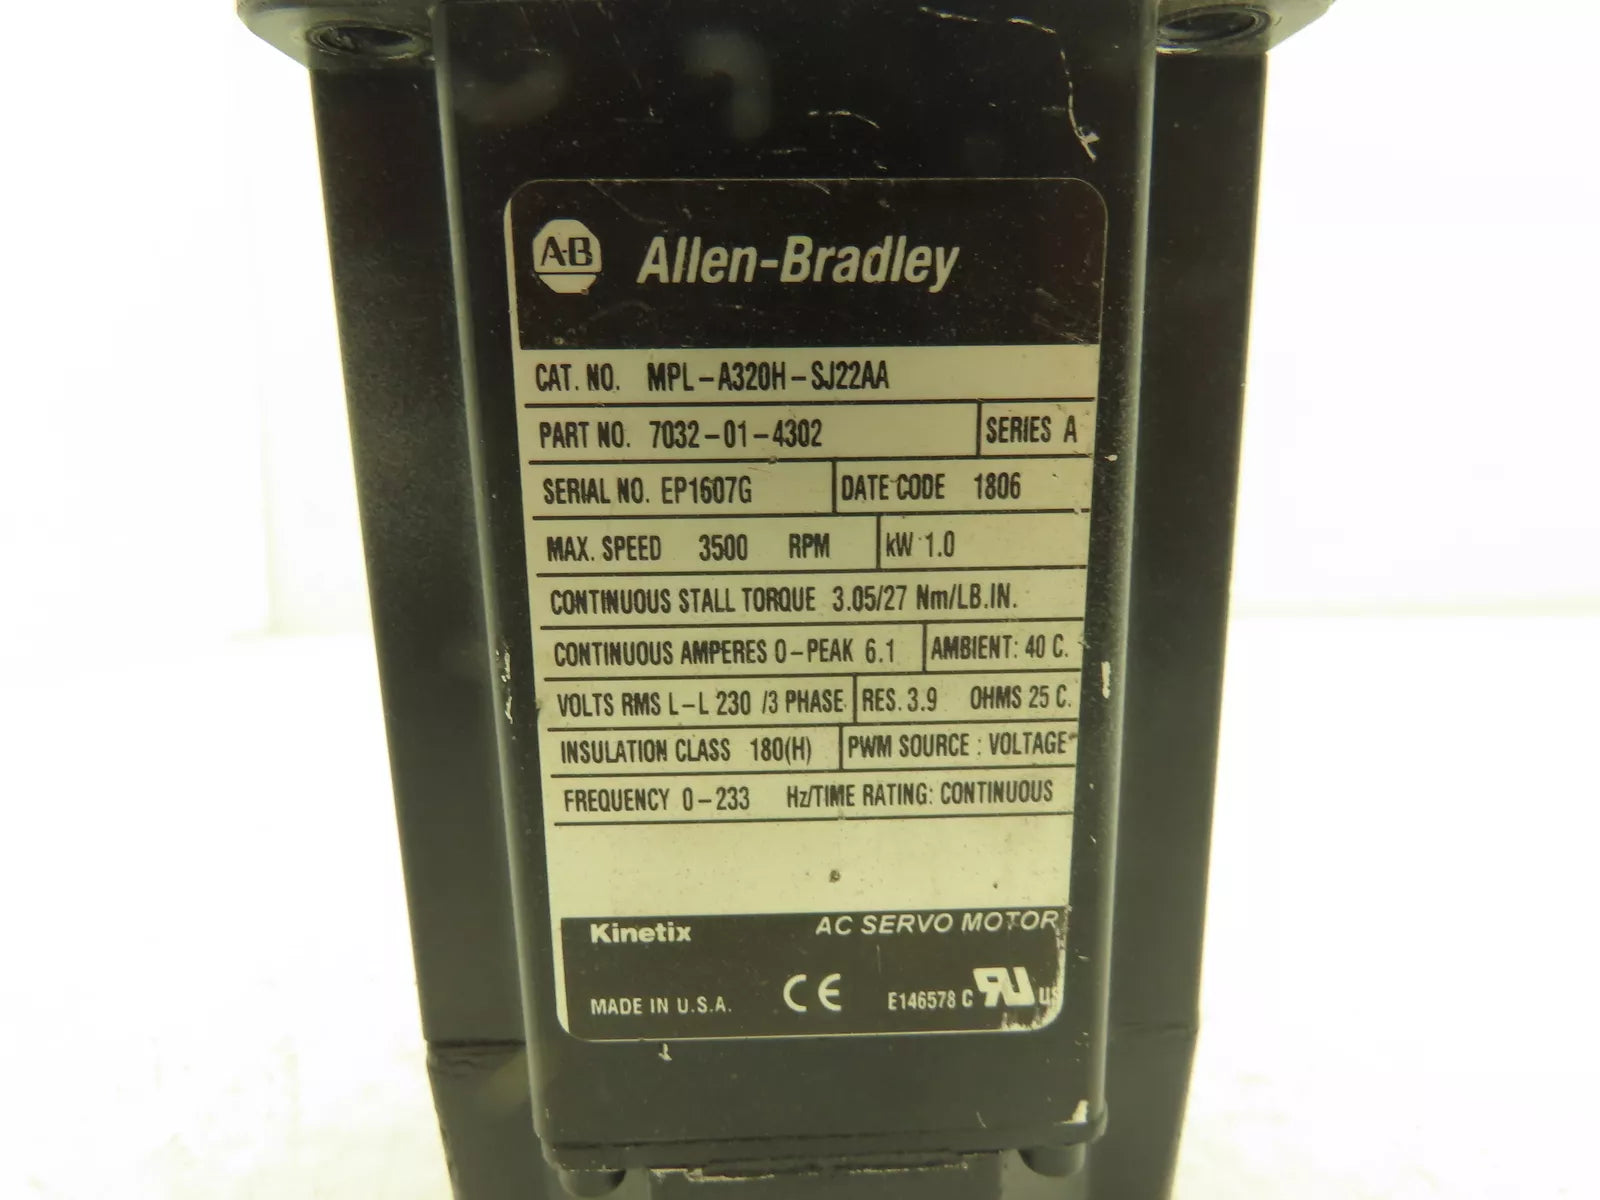 A-B Allen-Bradley
CAT. NO. MPL-A320H-SJ22AA
PART NO. 7032-01-4302 SERIES A
SERIAL NO. EP1607G DATE CODE 1806
MAX. SPEED 3500 RPM kW 1.0
CONTINUOUS STALL TORQUE 3.05/27 Nm/LB.IN.
CONTINUOUS AMPERES 0-PEAK 6.1 AMBIENT: 40 C.
VOLTS RMS L-L 230 /3 PHASE RES. 3.9 OHMS 25 C.
INSULATION CLASS 180(H) PWM SOURCE : VOLTAGE
FREQUENCY 0-233 Hz/TIME RATING: CONTINUOUS
Kinetix AC SERVO MOTOR
MADE IN U.S.A. CE E146578 C RU US